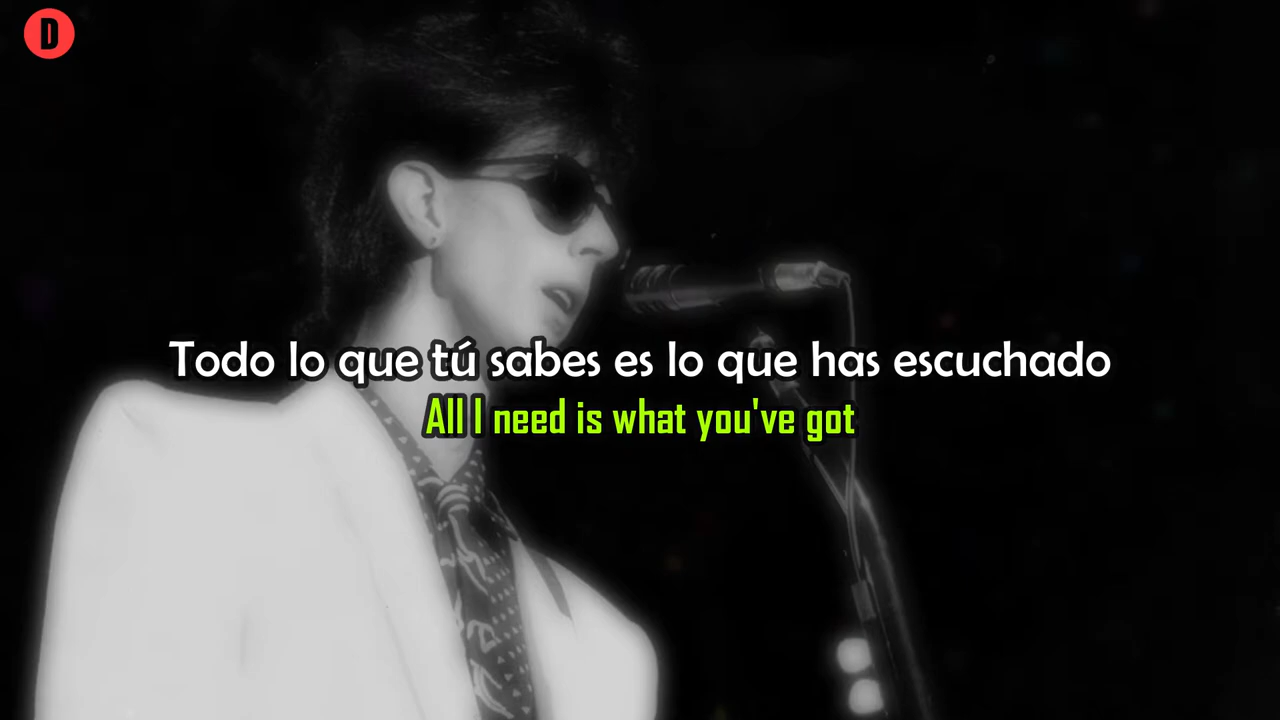 D
Todo lo que tú sabes es lo que has escuchado
All I need is what you've got